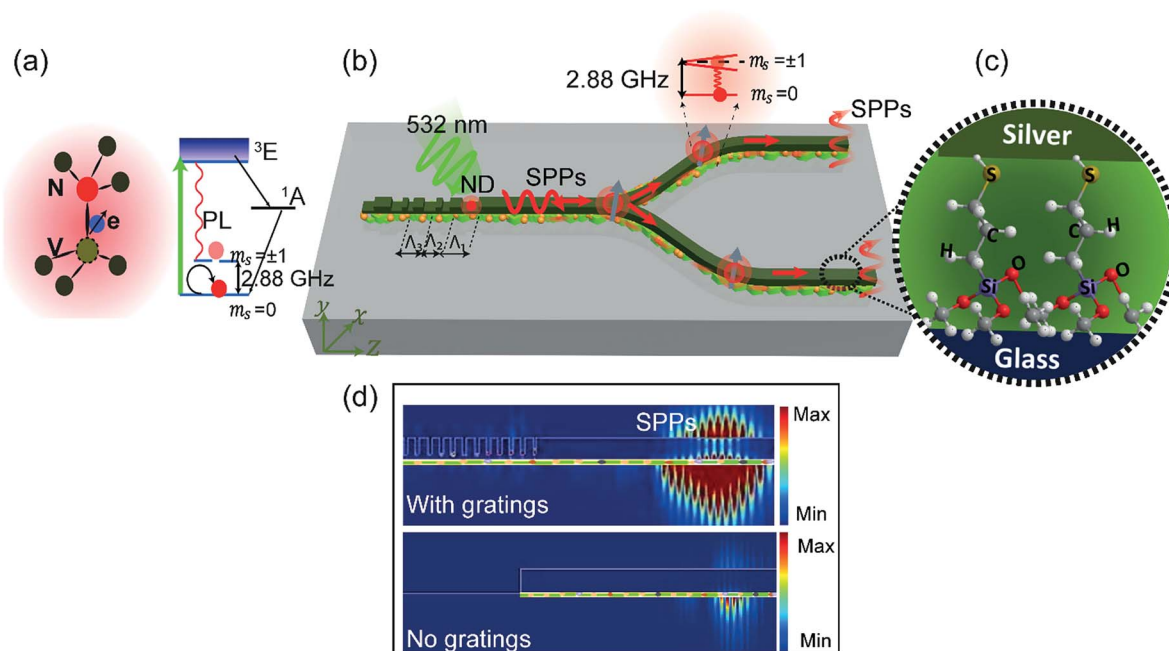 (a)
N
V
e
³E
¹A
PL
mₛ=±1
2.88 GHz
mₛ=0
(b)
532 nm
ND
SPPs
Λ₃
Λ₂
Λ₁
2.88 GHz
mₛ=±1
mₛ=0
SPPs
y
x
z
(c)
Silver
S
S
H
C
C
H
O
O
Si
Si
Glass
(d)
SPPs
With gratings
Max
Min
No gratings
Max
Min